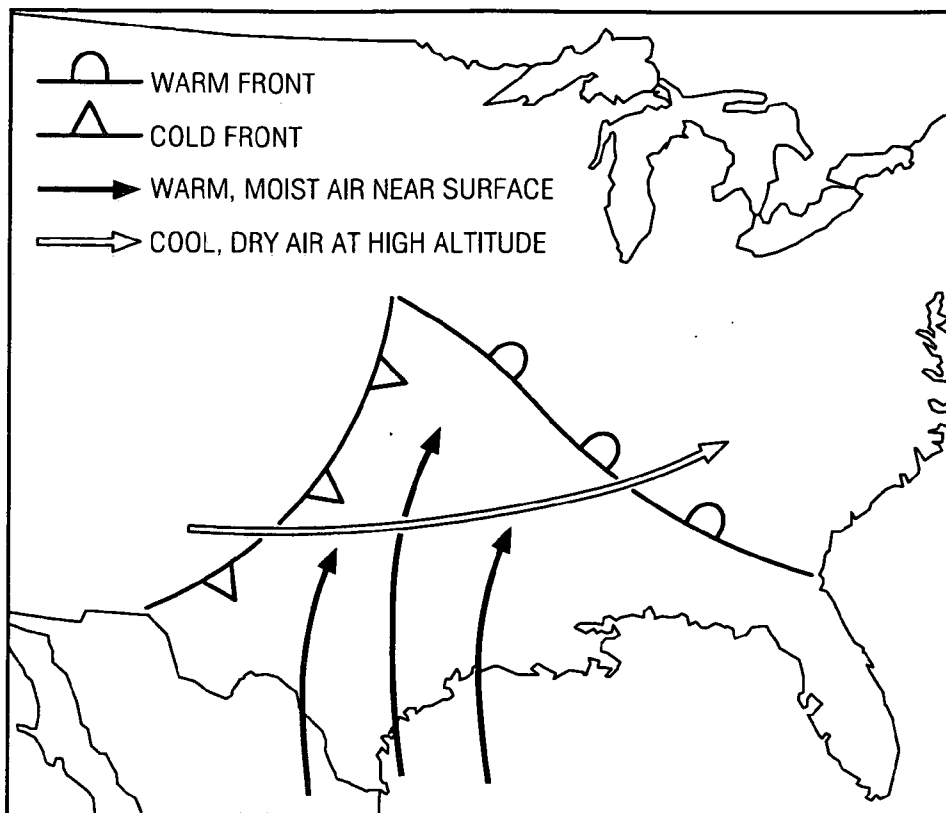 WARM FRONT
COLD FRONT
WARM, MOIST AIR NEAR SURFACE
COOL, DRY AIR AT HIGH ALTITUDE